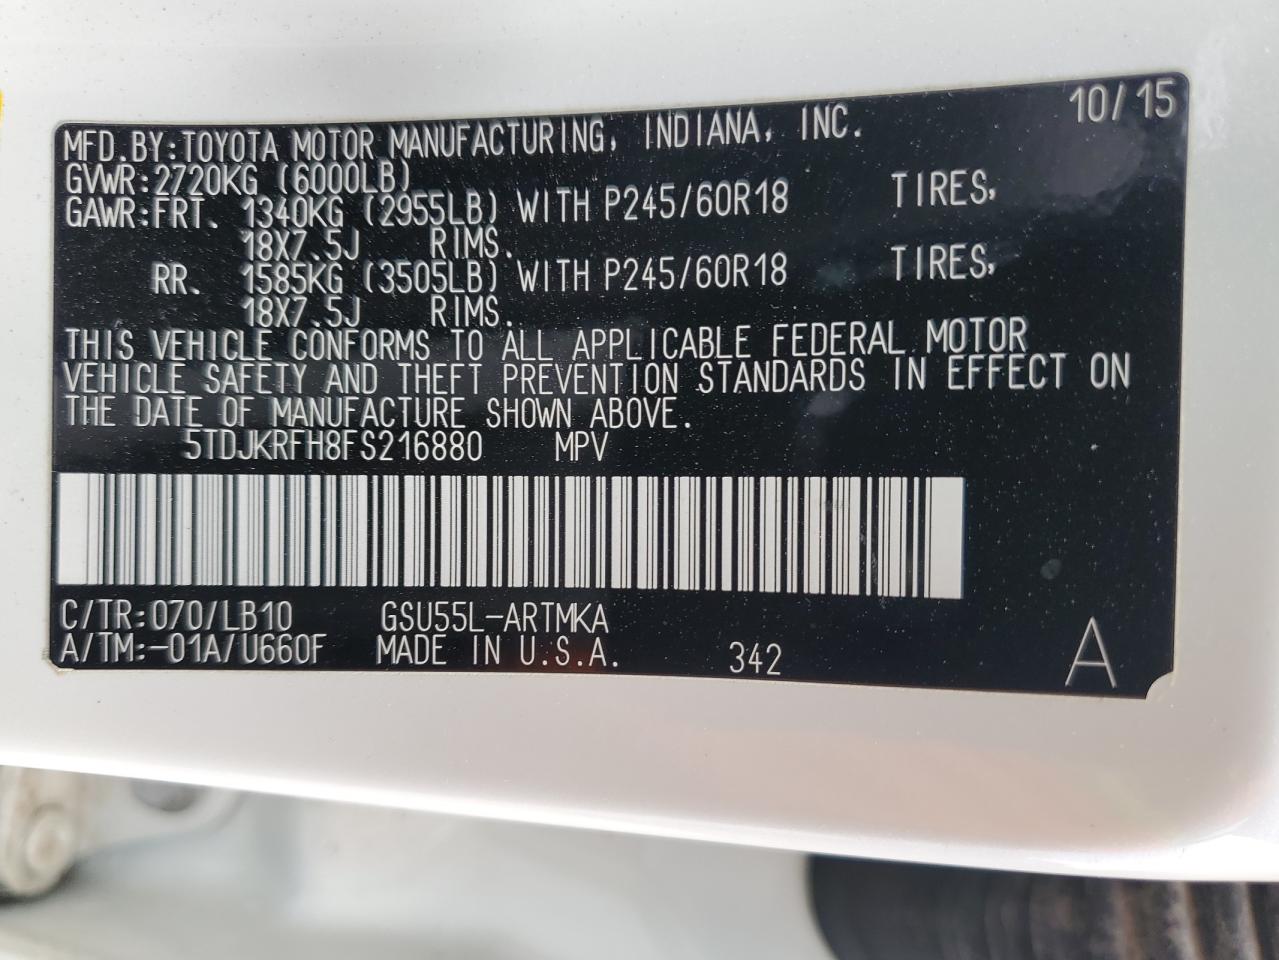 10/15
MFD.BY:TOYOTA MOTOR MANUFACTURING, INDIANA, INC.
GVWR:2720KG (6000LB)
GAWR:FRT. 1340KG (2955LB) WITH P245/60R18 TIRES,
18X7.5J RIMS.
RR. 1585KG (3505LB) WITH P245/60R18 TIRES,
18X7.5J RIMS.
THIS VEHICLE CONFORMS TO ALL APPLICABLE FEDERAL MOTOR
VEHICLE SAFETY AND THEFT PREVENTION STANDARDS IN EFFECT ON
THE DATE OF MANUFACTURE SHOWN ABOVE.
5TDJKRFH8FS216880 MPV
C/TR:070/LB10 GSU55L-ARTMKA
A/TM:-01A/U660F MADE IN U.S.A. 342 A